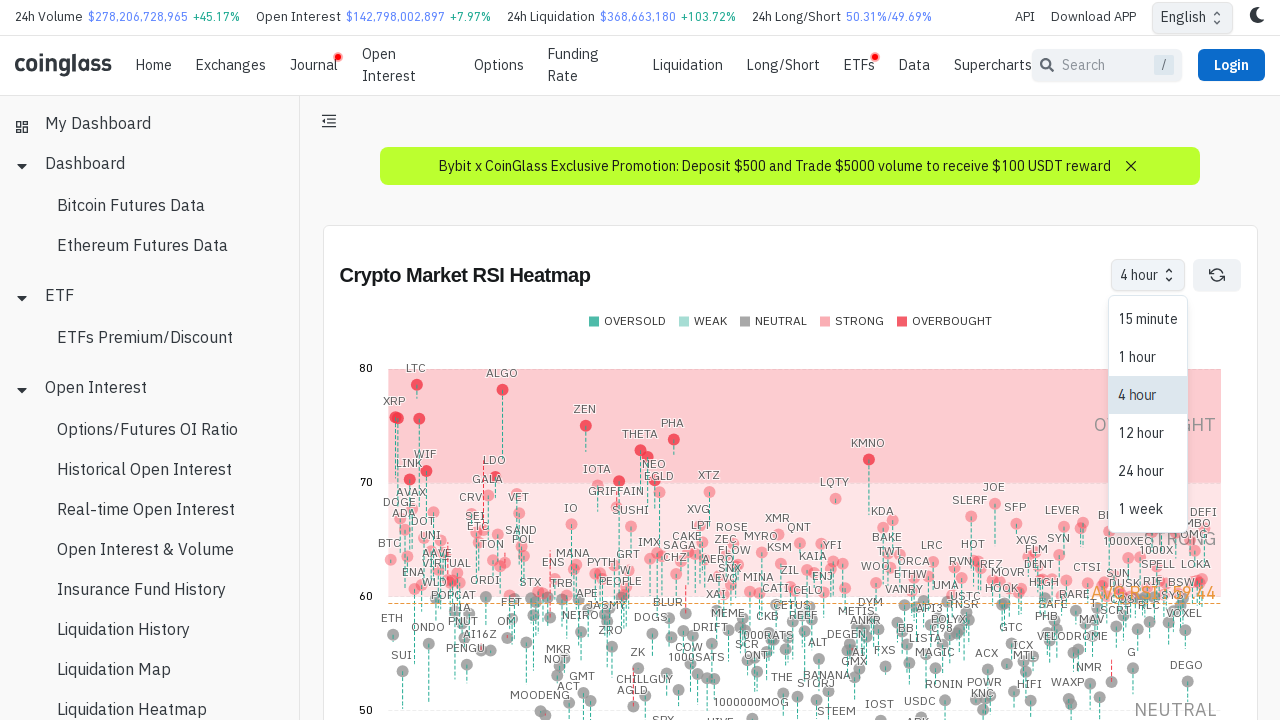 24h Volume $278,206,728,965 +45.17% Open Interest $142,798,002,897 +7.97% 24h Liquidation $368,663,180 +103.72% 24h Long/Short 50.31%/49.69% API Download APP English
coinglass Home Exchanges Journal Open Interest Options Funding Rate Liquidation Long/Short ETFs Data Supercharts Search / Login
My Dashboard
Dashboard
Bitcoin Futures Data
Ethereum Futures Data
ETF
ETFs Premium/Discount
Open Interest
Options/Futures OI Ratio
Historical Open Interest
Real-time Open Interest
Open Interest & Volume
Insurance Fund History
Liquidation History
Liquidation Map
Liquidation Heatmap
Bybit x CoinGlass Exclusive Promotion: Deposit $500 and Trade $5000 volume to receive $100 USDT reward
Crypto Market RSI Heatmap
4 hour
15 minute
1 hour
4 hour
12 hour
24 hour
1 week
OVERSOLD WEAK NEUTRAL STRONG OVERBOUGHT
80
LTC
ALGO
XRP
ZEN
PHA
THETA
KMNO
WIF
LINK
LDO
IOTA
NEO
70
GALA
EGLD
XTZ
LQTY
JOE
AVAX
GRIFFAIN
DOGE
CRV
VET
SUSHI
XVG
SLERF
SFP
LEVER
KDA
DEFI
ADA
DOT
SEI
ETC
SAND
LPT
ROSE
XMR
QNT
UNI
POL
CAKE
ZEC
MYRO
BAKE
XVS
SYN
OMG
STRONG
BTC
TON
IMX
SAGA
KSM
YFI
LRC
HOT
1000XEC
AAVE
MANA
GRT
CHZ
FLOW
KAIA
TWT
FLM
1000X
VIRTUAL
ENS
PYTH
AERO
ORCA
RVN
DENT
SPELL
LOKA
ENA
ORDI
STX
TRB
PEOPLE
AEVO
MINA
ZIL
ENJ
WOO
ETHW
MOVR
HIGH
CTSI
SUN
RIF
BSW
WLD
POPCAT
APE
XAI
CATI
CELO
VANRY
HOOK
RARE
DUSK
60
FET
JASMY
BLUR
CETUS
DYM
SAFE
ETH
ONDO
PNUT
OM
NEIRO
DOGS
MEME
CKB
METIS
API3
PHB
MAV
AI16Z
ZRO
DRIFT
ANKR
POLYX
GTC
VOXEL
PENGU
DEGEN
BB
C98
VELODROME
SUI
MKR
ZK
COW
SCR
ALT
LISTA
ICX
NOT
1000SATS
ONT
GMX
FXS
MAGIC
ACX
MTL
G
NMR
DEGO
GMT
CHILLGUY
THE
BANANA
RONIN
POWR
HIFI
WAXP
ACT
AGLD
KNC
MOODENG
1000000MOG
IOST
USDC
STEEM
50
NEUTRAL